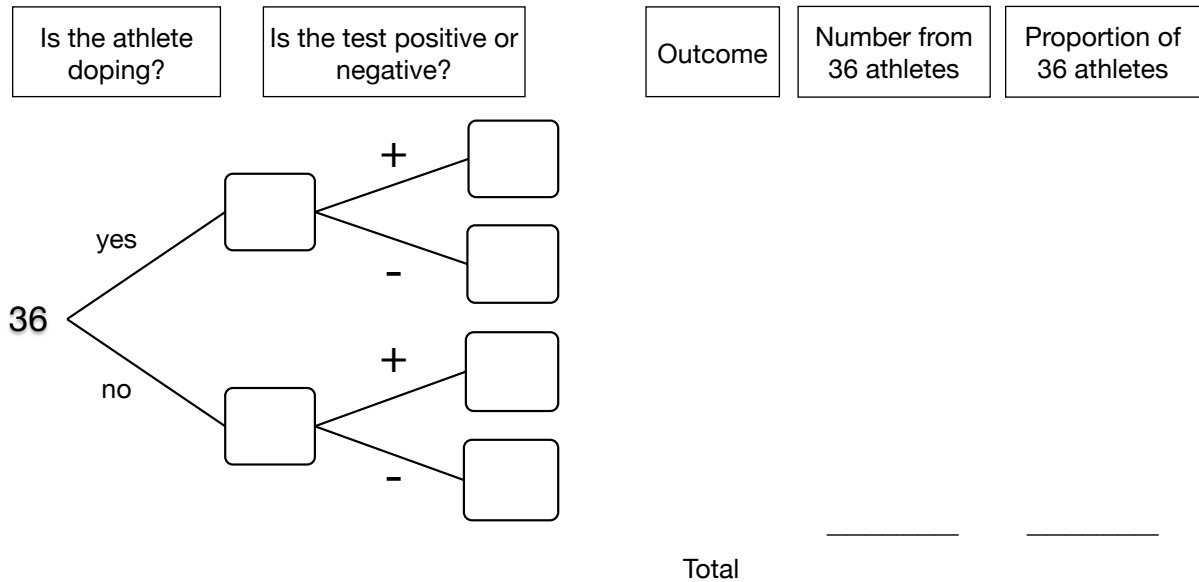 Is the athlete
doping?
Is the test positive or
negative?
Outcome
Number from
36 athletes
Proportion of
36 athletes
+
yes
-
36
+
no
-
Total